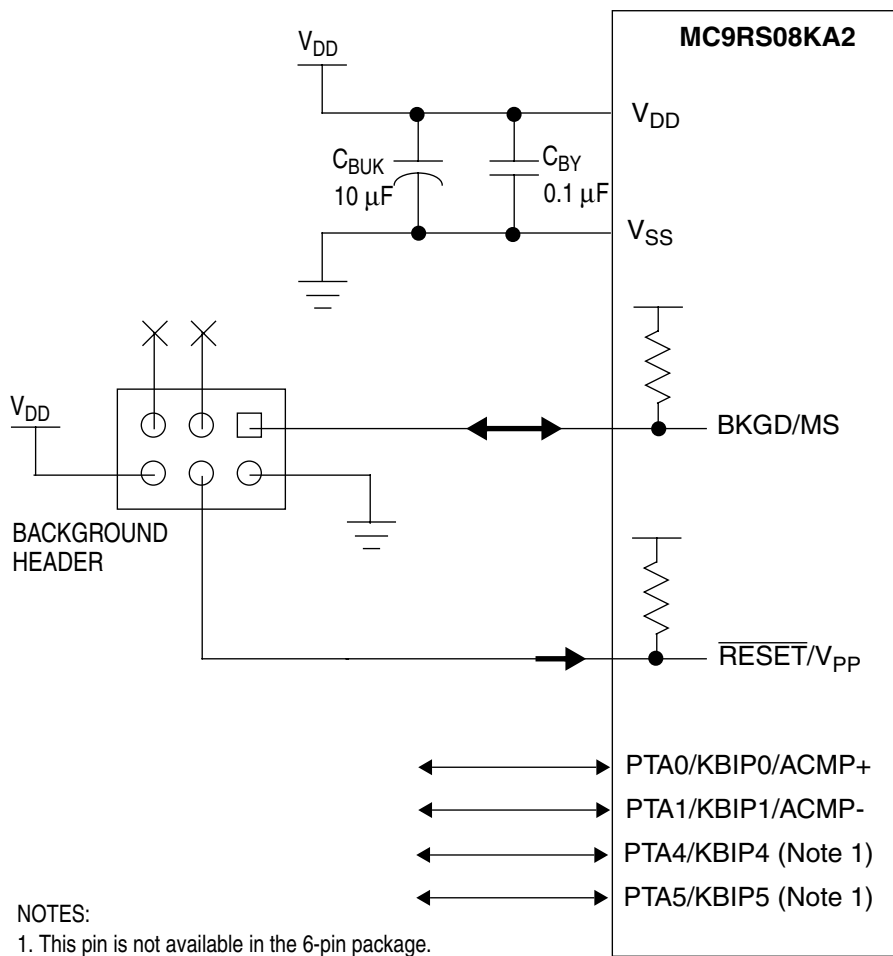 MC9RS08KA2
VDD
VDD
CBUK
10 µF
CBY
0.1 µF
VSS
VDD
BKGD/MS
BACKGROUND
HEADER
RESET/VPP
PTA0/KBIP0/ACMP+
PTA1/KBIP1/ACMP-
PTA4/KBIP4 (Note 1)
PTA5/KBIP5 (Note 1)
NOTES:
1. This pin is not available in the 6-pin package.